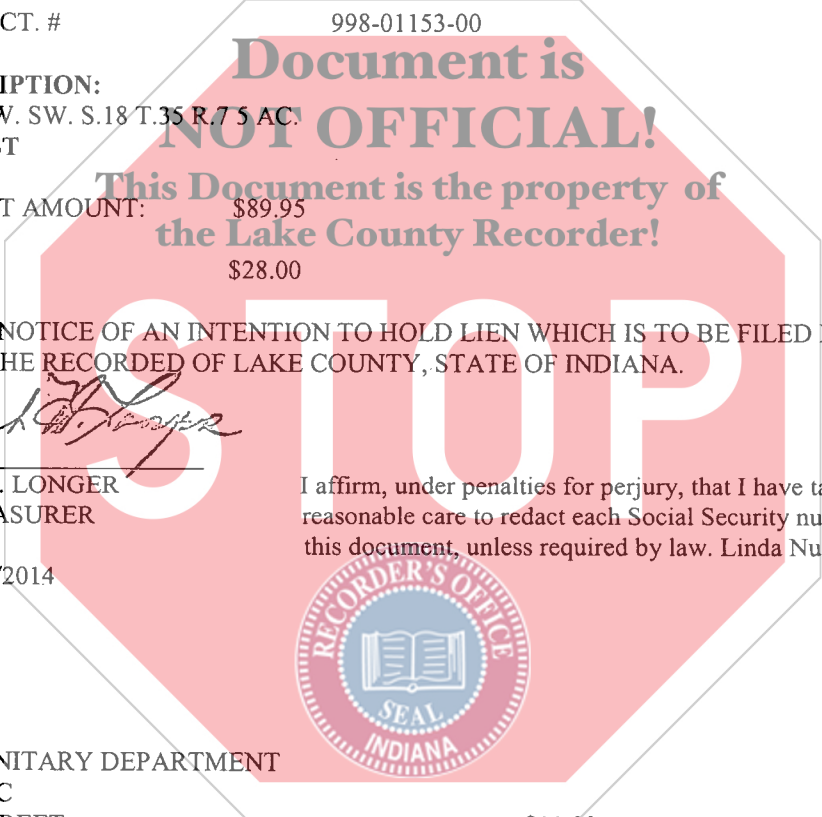 CT. # 998-01153-00
Document is
IPTION:
W. SW. S.18 T.35 R.7 5 AC.
NOT OFFICIAL!
T
This Document is the property of
T AMOUNT: $89.95
the Lake County Recorder!
$28.00
STOP
NOTICE OF AN INTENTION TO HOLD LIEN WHICH IS TO BE FILED
HE RECORDED OF LAKE COUNTY, STATE OF INDIANA.
. LONGER
ASURER
I affirm, under penalties for perjury, that I have ta
reasonable care to redact each Social Security nu
this document, unless required by law. Linda Nu
/2014
RECORDER'S OFFICE
SEAL
INDIANA
NITARY DEPARTMENT
C